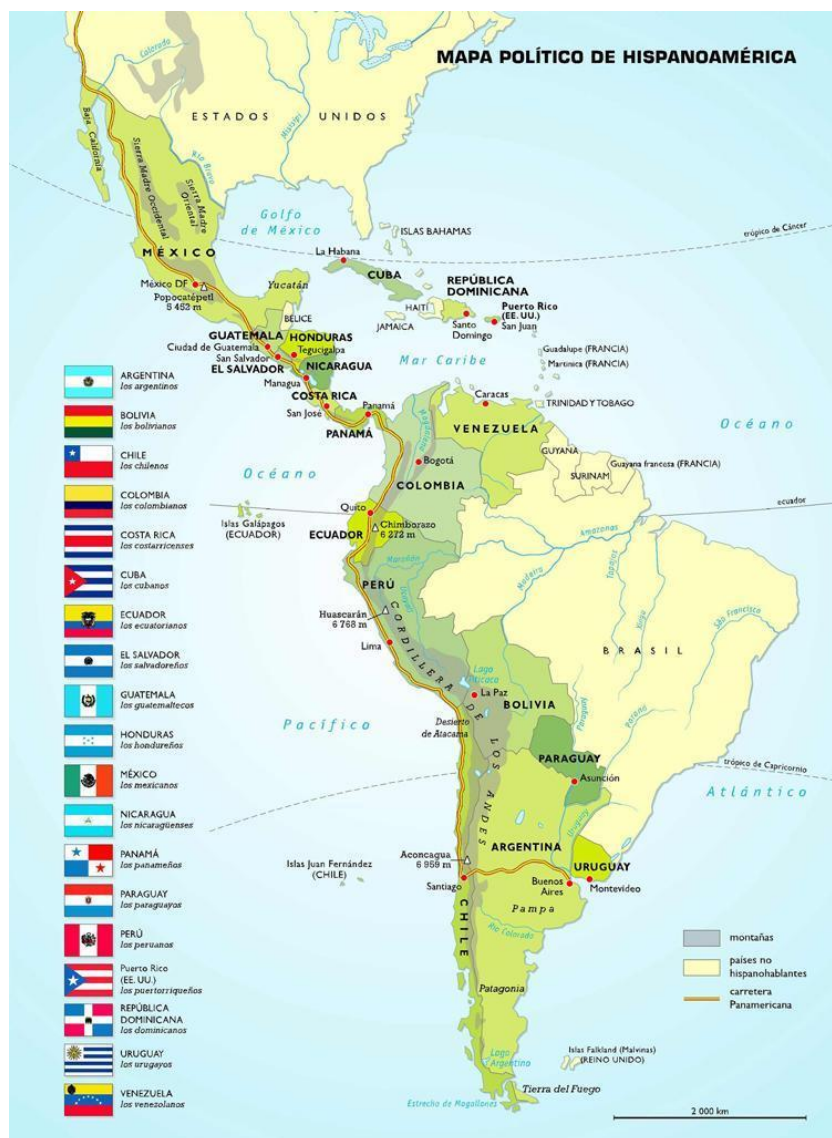 MAPA POLÍTICO DE HISPANOAMÉRICA
Colorado
ESTADOS UNIDOS
Misisipi
Baja California
Río Bravo
Sierra Madre Occidental
Sierra Madre
Oriental
Golfo
de México
ISLAS BAHAMAS
trópico de Cáncer
La Habana
MÉXICO
CUBA
REPÚBLICA
DOMINICANA
México DF
Popocatépetl
5 452 m
Yucatán
HAITÍ
Puerto Rico
(EE. UU.)
BELICE
JAMAICA
Santo
Domingo
San Juan
GUATEMALA
HONDURAS
Ciudad de Guatemala
Tegucigalpa
Mar Caribe
Guadalupe (FRANCIA)
San Salvador
Martinica (FRANCIA)
EL SALVADOR
NICARAGUA
Managua
COSTA RICA
Caracas
TRINIDAD Y TOBAGO
San José
Panamá
PANAMÁ
Magdalena
VENEZUELA
Océano
GUYANA
Bogotá
Guayana francesa (FRANCIA)
SURINAM
Océano
COLOMBIA
Quito
ecuador
Islas Galápagos
(ECUADOR)
ECUADOR
Chimborazo
6 272 m
Amazonas
Marañón
Madeira
Tapajos
PERÚ
Ucayali
Xingu
São Francisco
Huascarán
6 768 m
CORDILLERA DE LOS ANDES
BRASIL
Lima
Lago
Titicaca
La Paz
BOLIVIA
Pacífico
Desierto
de Atacama
Paraguay
Paraná
PARAGUAY
trópico de Capricornio
Asunción
Atlántico
Uruguay
ARGENTINA
Aconcagua
6 959 m
Islas Juan Fernández
(CHILE)
URUGUAY
Santiago
Buenos
Aires
Montevideo
CHILE
Pampa
Río Colorado
Patagonia
Islas Falkland (Malvinas)
(REINO UNIDO)
Lago
Argentino
Tierra del Fuego
Estrecho de Magallanes
ARGENTINA
los argentinos
BOLIVIA
los bolivianos
CHILE
los chilenos
COLOMBIA
los colombianos
COSTA RICA
los costarricenses
CUBA
los cubanos
ECUADOR
los ecuatorianos
EL SALVADOR
los salvadoreños
GUATEMALA
los guatemaltecos
HONDURAS
los hondureños
MÉXICO
los mexicanos
NICARAGUA
los nicaragüenses
PANAMÁ
los panameños
PARAGUAY
los paraguayos
PERÚ
los peruanos
Puerto Rico
(EE. UU.)
los puertorriqueños
REPÚBLICA
DOMINICANA
los dominicanos
URUGUAY
los urugayos
VENEZUELA
los venezolanos
montañas
países no
hispanohablantes
carretera
Panamericana
2 000 km